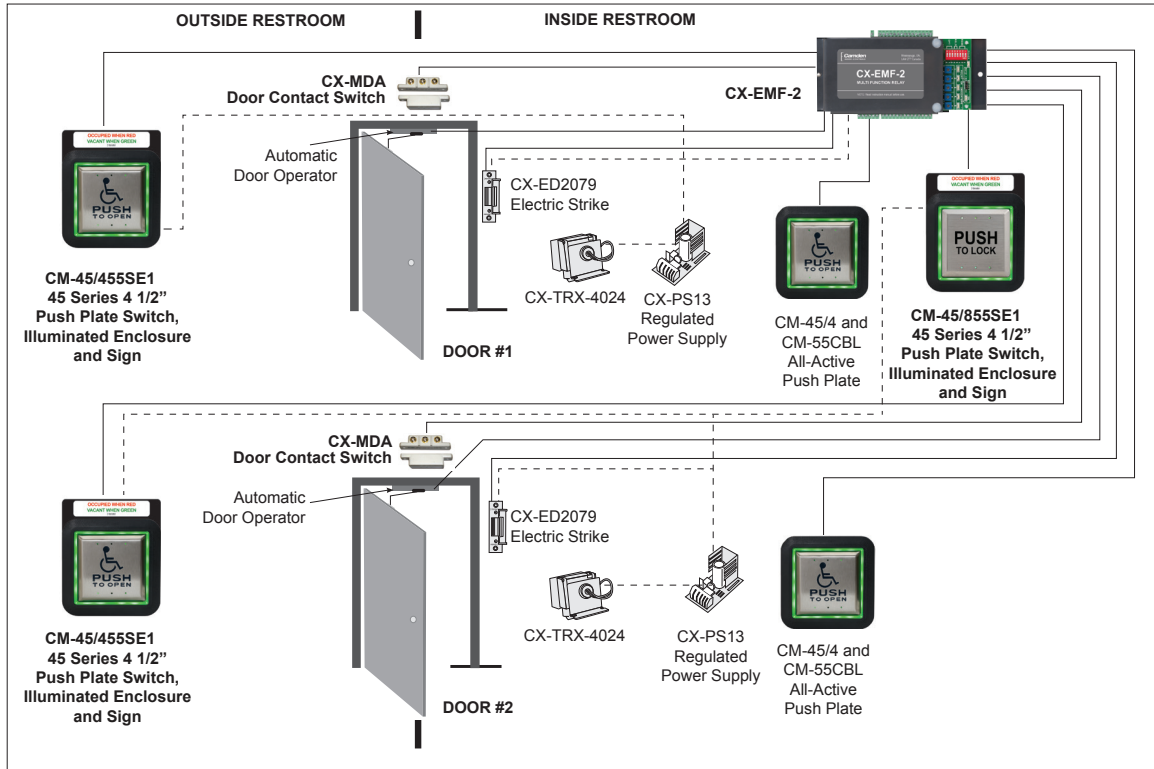 OUTSIDE RESTROOM
INSIDE RESTROOM
CX-MDA
Door Contact Switch
CX-EMF-2
Camden
CX-EMF-2
MULTI FUNCTION RELAY
OCCUPIED WHEN RED
VACANT WHEN GREEN
PUSH
TO OPEN
Automatic
Door Operator
CX-ED2079
Electric Strike
CX-TRX-4024
CX-PS13
Regulated
Power Supply
PUSH
TO OPEN
OCCUPIED WHEN RED
VACANT WHEN GREEN
PUSH
TO LOCK
CM-45/455SE1
45 Series 4 1/2”
Push Plate Switch,
Illuminated Enclosure
and Sign
DOOR #1
CM-45/4 and
CM-55CBL
All-Active
Push Plate
CM-45/855SE1
45 Series 4 1/2”
Push Plate Switch,
Illuminated Enclosure
and Sign
CX-MDA
Door Contact Switch
OCCUPIED WHEN RED
VACANT WHEN GREEN
PUSH
TO OPEN
Automatic
Door Operator
CX-ED2079
Electric Strike
CX-TRX-4024
CX-PS13
Regulated
Power Supply
PUSH
TO OPEN
CM-45/455SE1
45 Series 4 1/2”
Push Plate Switch,
Illuminated Enclosure
and Sign
DOOR #2
CM-45/4 and
CM-55CBL
All-Active
Push Plate